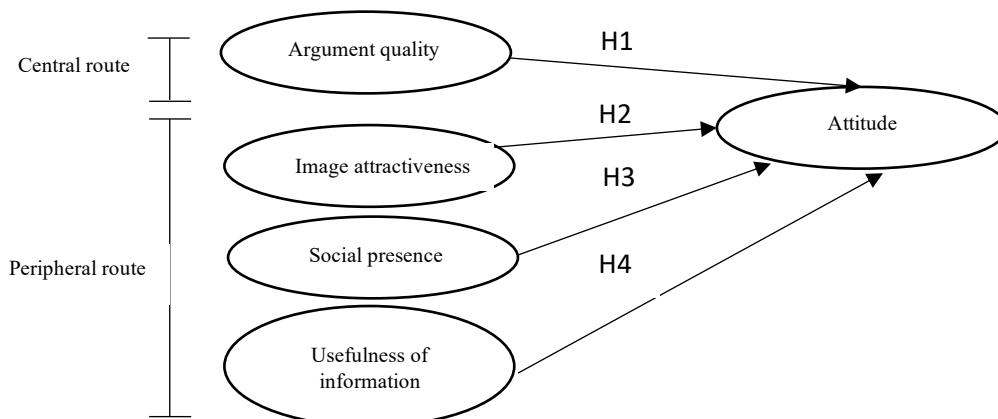 Central route
Argument quality
H1
Attitude
H2
Image attractiveness
H3
Peripheral route
Social presence
H4
Usefulness of
information